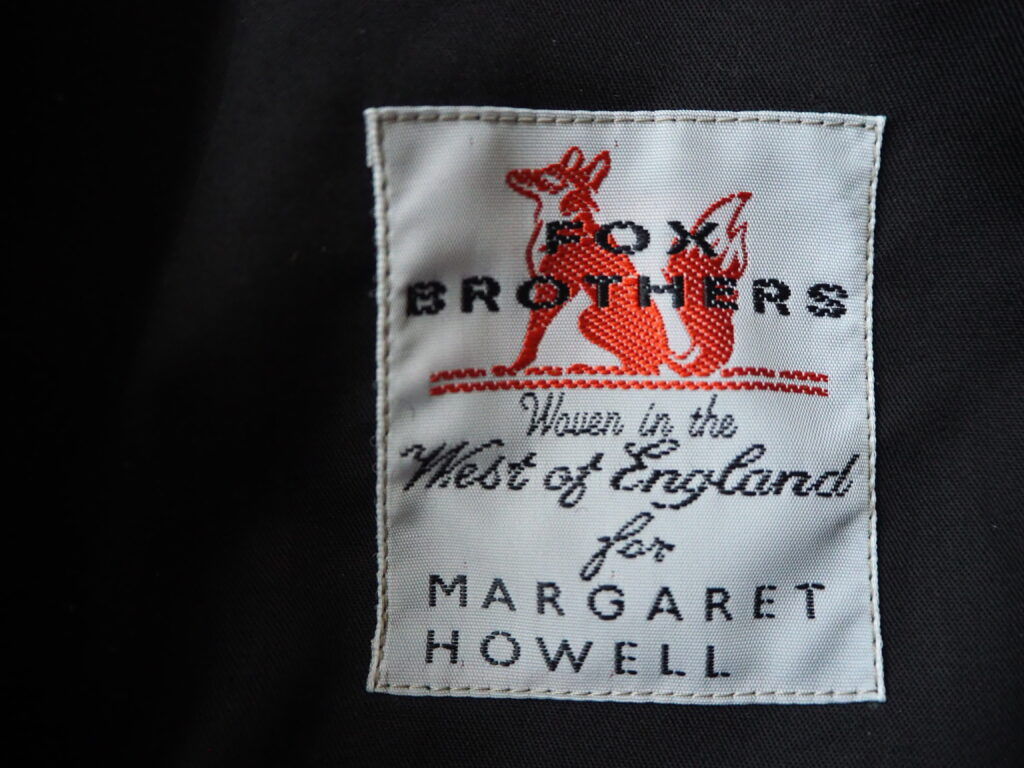 FOX
BROTHERS
Woven in the
West of England
for
MARGARET
HOWELL